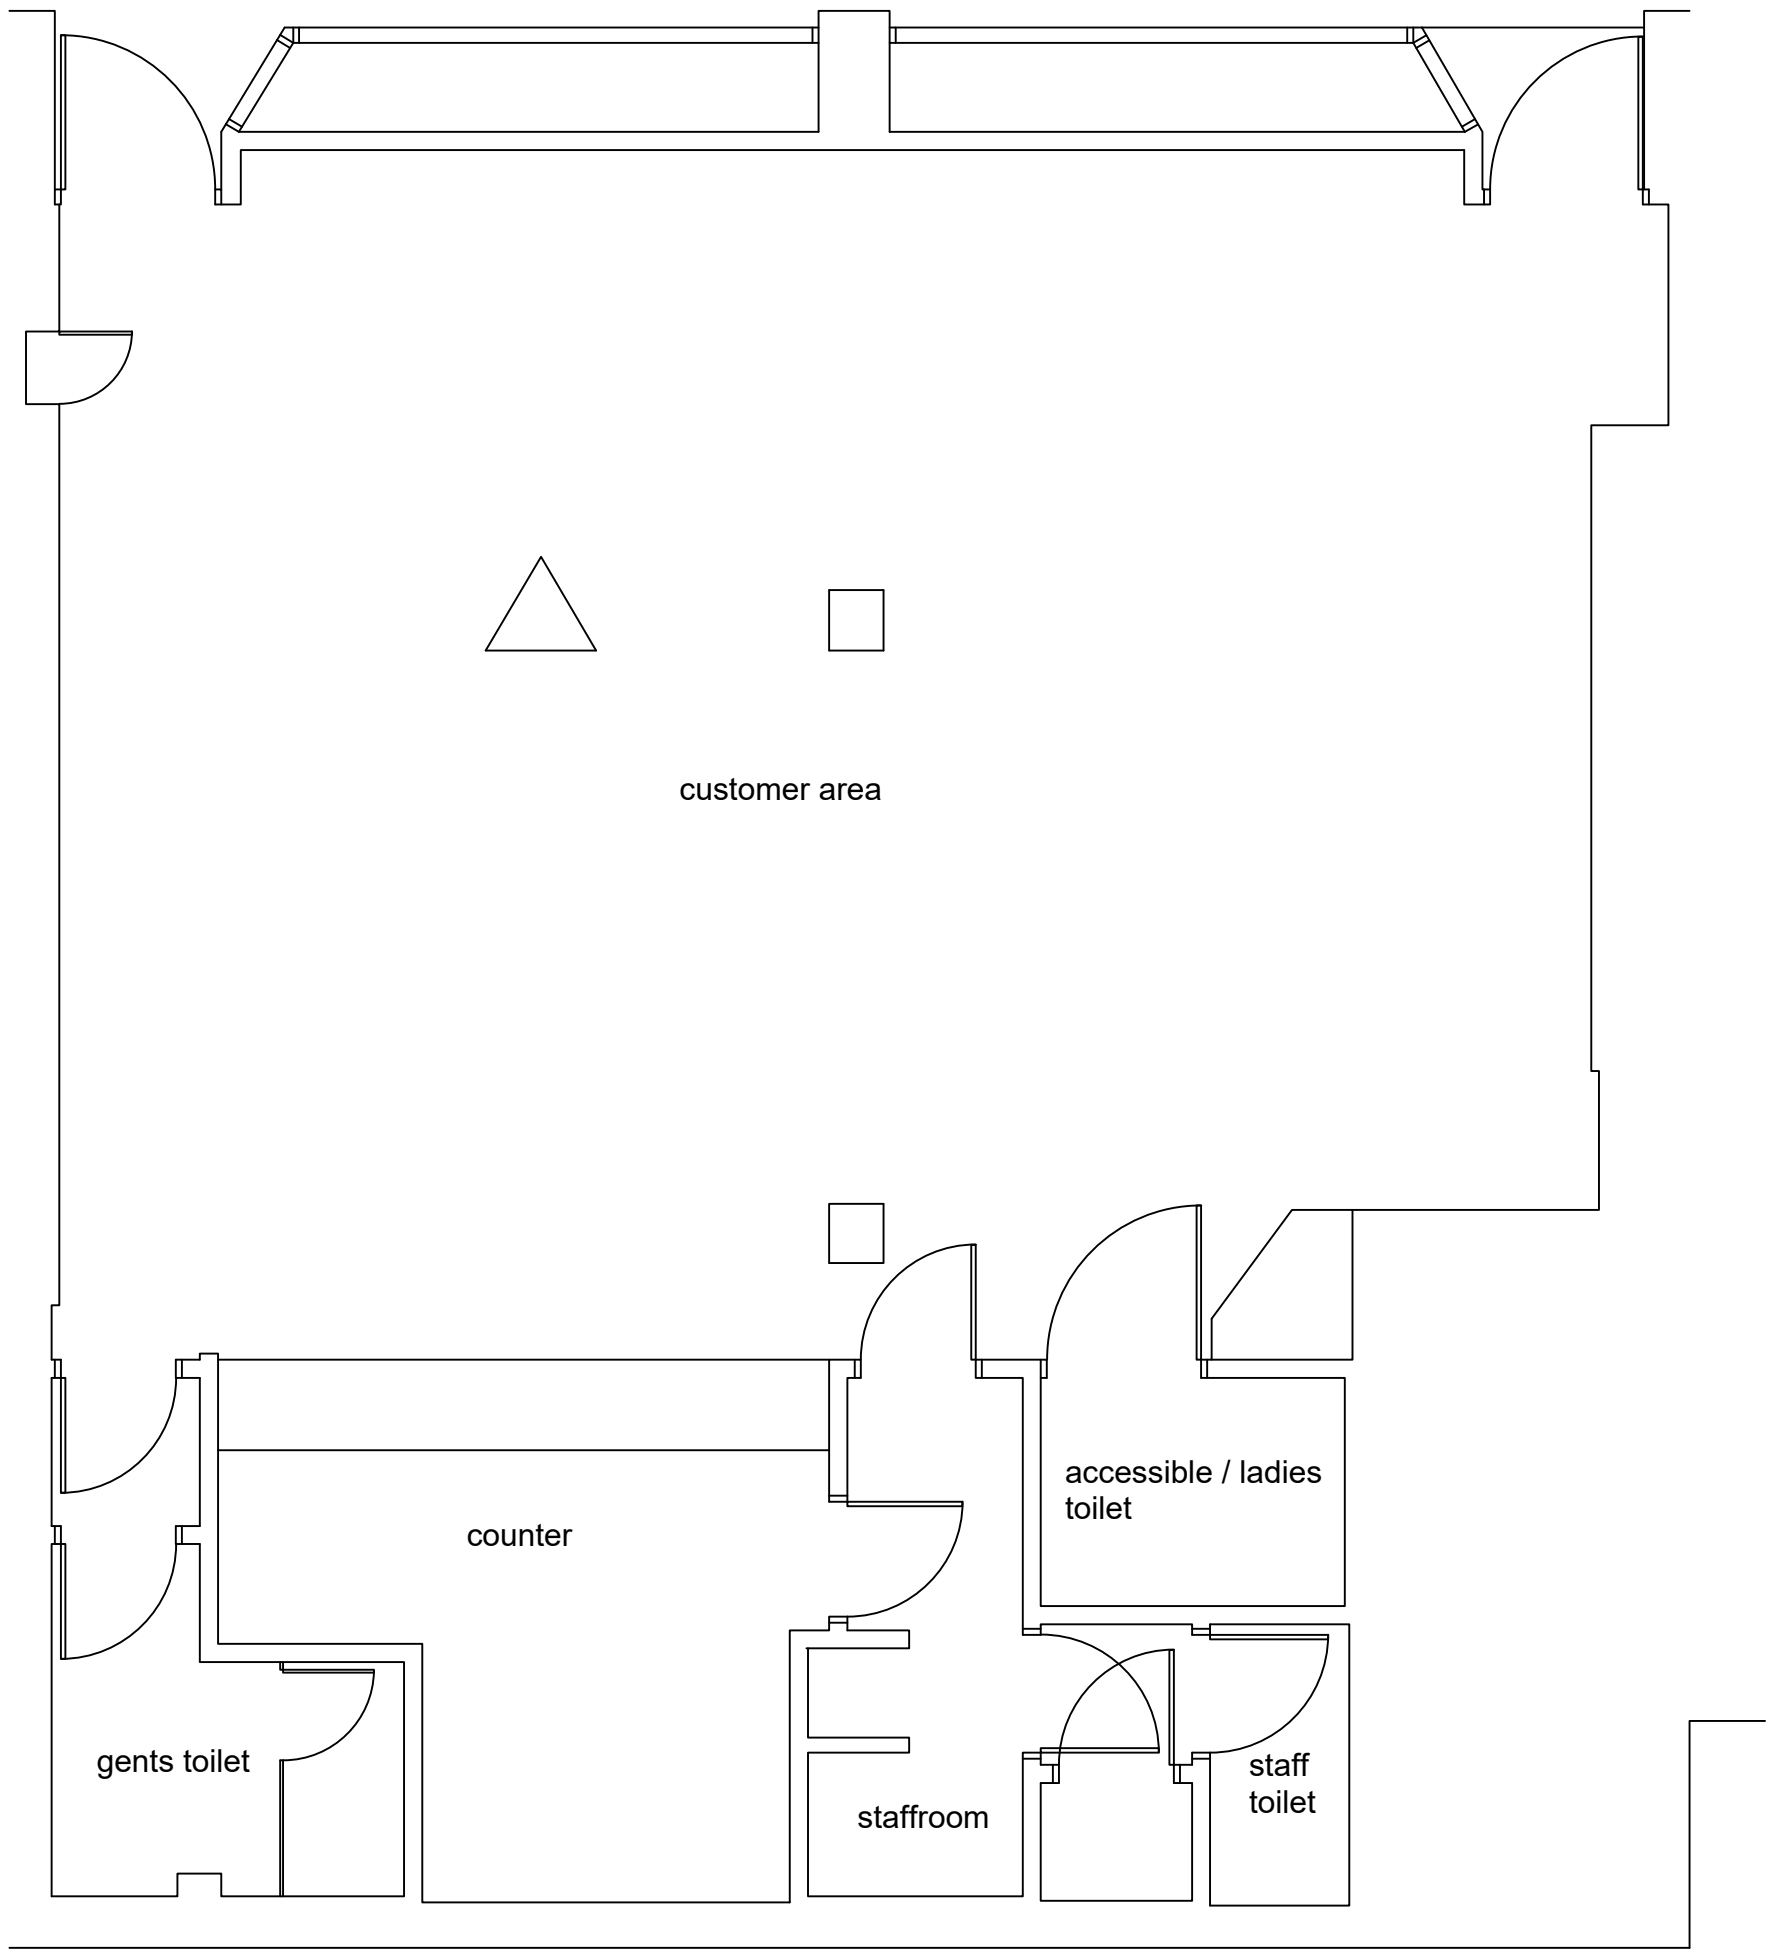 customer area
accessible / ladies
toilet
counter
gents toilet
staff
toilet
staffroom